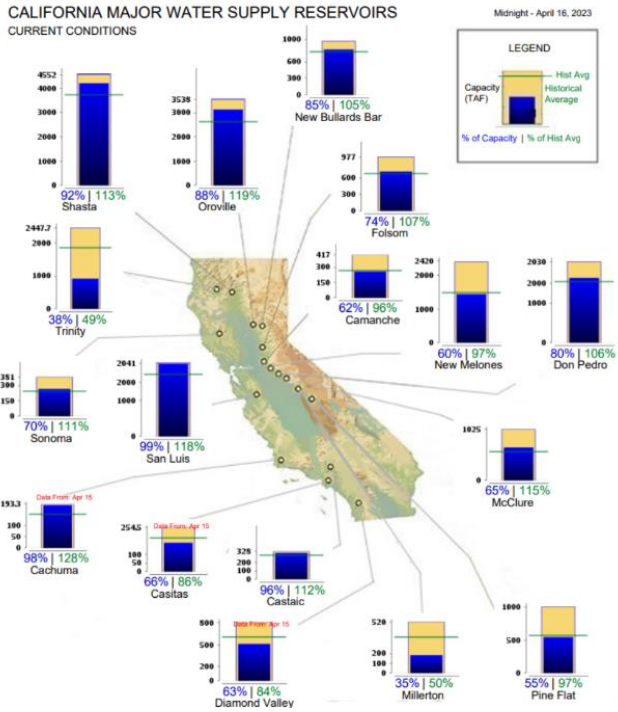 CALIFORNIA MAJOR WATER SUPPLY RESERVOIRS
CURRENT CONDITIONS
Midnight - April 16, 2023
LEGEND
Capacity
(TAF)
Hist Avg
Historical
Average
% of Capacity | % of Hist Avg
1000
600
300
0
85% | 105%
New Bullards Bar
4552
4000
3000
2000
1000
0
92% | 113%
Shasta
3538
3000
2000
1000
0
88% | 119%
Oroville
977
600
300
0
74% | 107%
Folsom
2447.7
2000
1000
0
38% | 49%
Trinity
417
300
150
0
62% | 96%
Camanche
2420
2000
1000
0
60% | 97%
New Melones
2030
1000
0
80% | 106%
Don Pedro
381
300
150
0
70% | 111%
Sonoma
2041
1000
0
99% | 118%
San Luis
1025
500
0
65% | 115%
McClure
Data From: Apr 15
193.3
100
50
0
98% | 128%
Cachuma
Data From: Apr 15
254.5
100
50
0
66% | 86%
Casitas
325
200
100
0
96% | 112%
Castaic
Data From: Apr 15
800
500
200
0
63% | 84%
Diamond Valley
520
200
100
0
35% | 50%
Millerton
1000
500
0
55% | 97%
Pine Flat